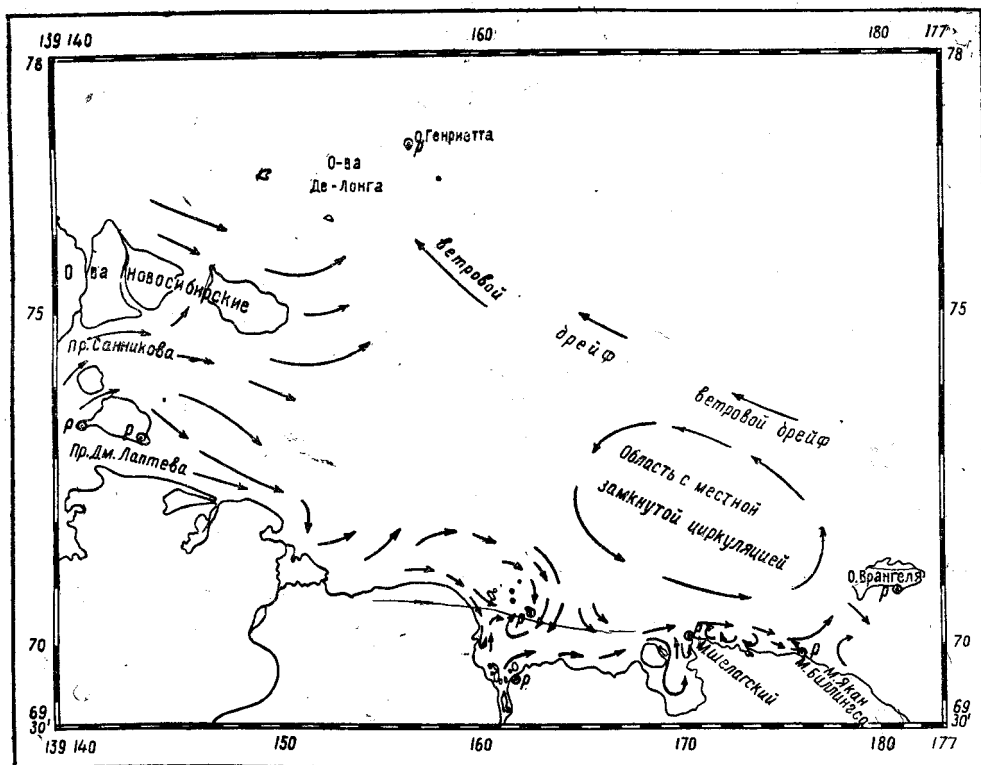 139 140 160 180 177
78 78
О. Генриетта
р
О-ва
Де-Лонга
ветровой
О ва Новосибирские
75 75
дрейф
Пр. Санникова
ветровой дрейф
р р
Область с местной
Пр. Дм. Лаптева
замкнутой циркуляцией
О. Врангеля
р
р
70 р р 70
р
М. Шелагский
М. Якан
М. Биллингса
69 69
30' 30'
139 140 150 160 170 180 177